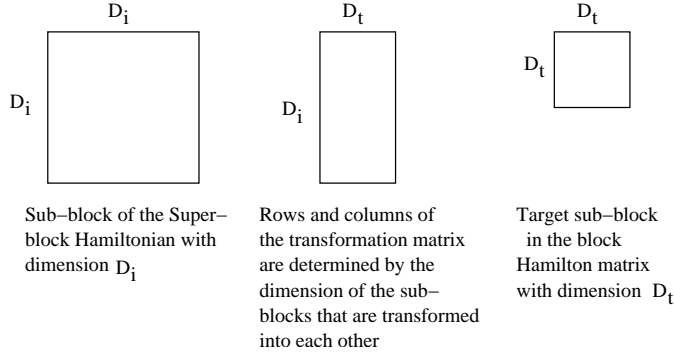 D_i
D_i
Sub−block of the Super−
block Hamiltonian with
dimension D_i
D_t
D_i
Rows and columns of
the transformation matrix
are determined by the
dimension of the sub−
blocks that are transformed
into each other
D_t
D_t
Target sub−block
in the block
Hamilton matrix
with dimension D_t